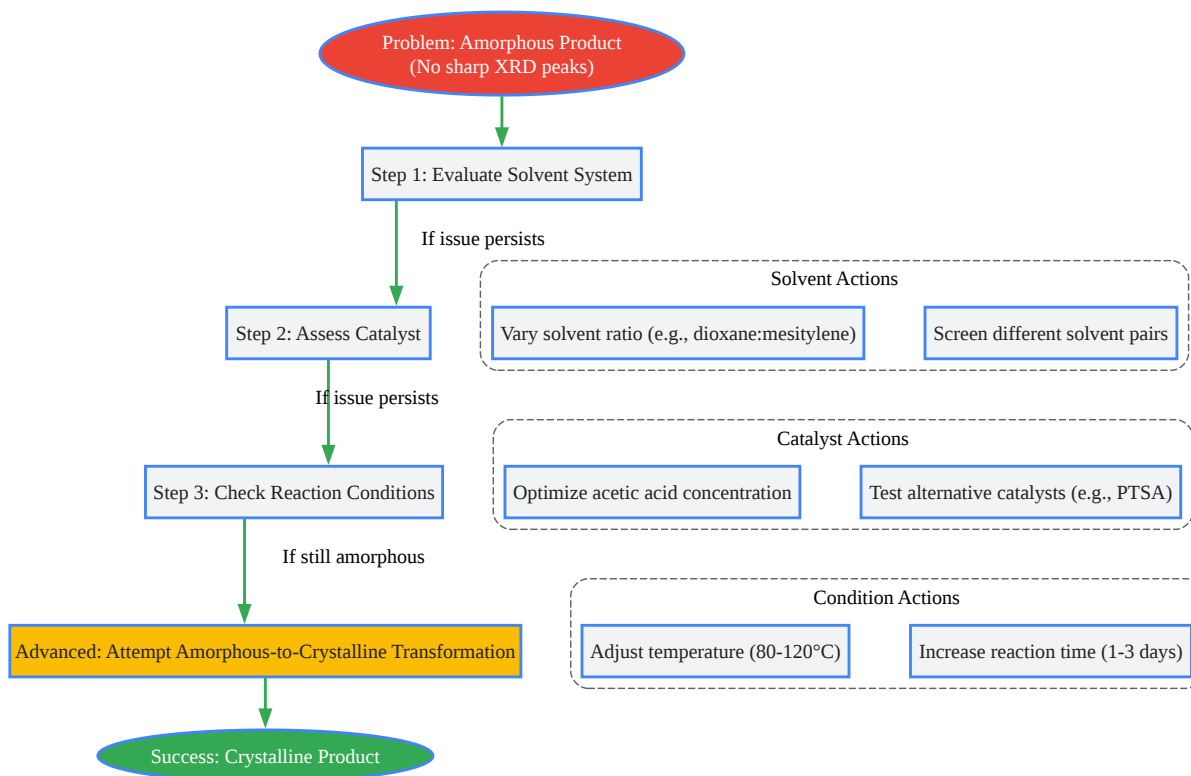 Problem: Amorphous Product
(No sharp XRD peaks)
Step 1: Evaluate Solvent System
If issue persists
Solvent Actions
Step 2: Assess Catalyst
Vary solvent ratio (e.g., dioxane:mesitylene)
Screen different solvent pairs
If issue persists
Catalyst Actions
Step 3: Check Reaction Conditions
Optimize acetic acid concentration
Test alternative catalysts (e.g., PTSA)
If still amorphous
Condition Actions
Advanced: Attempt Amorphous-to-Crystalline Transformation
Adjust temperature (80-120°C)
Increase reaction time (1-3 days)
Success: Crystalline Product